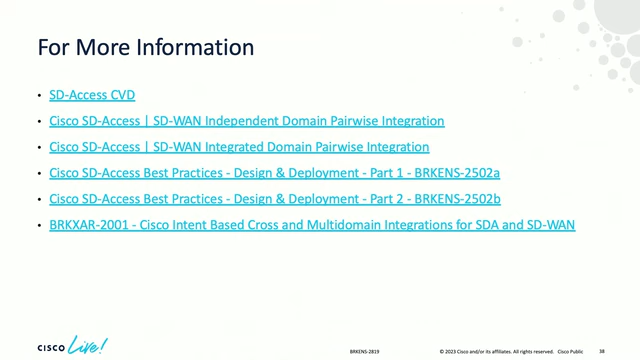 For More Information
• SD-Access CVD
• Cisco SD-Access | SD-WAN Independent Domain Pairwise Integration
• Cisco SD-Access | SD-WAN Integrated Domain Pairwise Integration
• Cisco SD-Access Best Practices - Design & Deployment - Part 1 - BRKENS-2502a
• Cisco SD-Access Best Practices - Design & Deployment - Part 2 - BRKENS-2502b
• BRKXAR-2001 - Cisco Intent Based Cross and Multidomain Integrations for SDA and SD-WAN
CISCO Live! BRKENS-2819 © 2023 Cisco and/or its affiliates. All rights reserved. Cisco Public 38